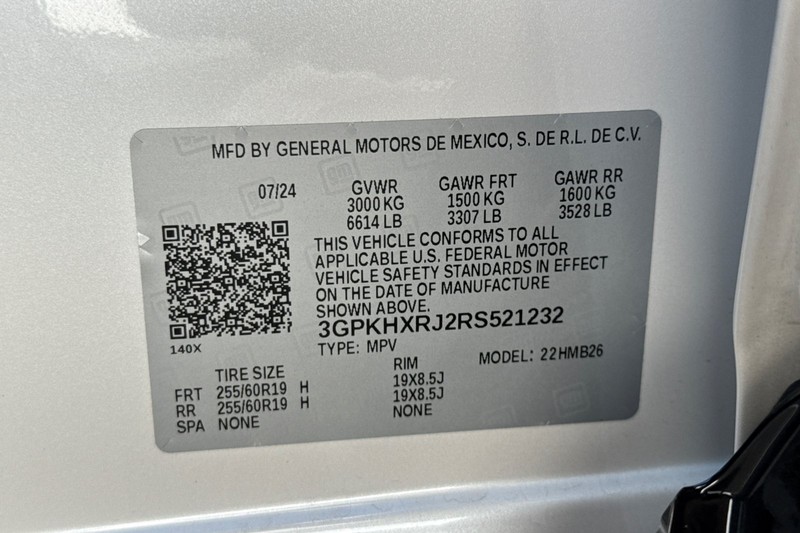 MFD BY GENERAL MOTORS DE MEXICO, S. DE R.L. DE C.V.
07/24 GVWR GAWR FRT GAWR RR
3000 KG 1500 KG 1600 KG
6614 LB 3307 LB 3528 LB
THIS VEHICLE CONFORMS TO ALL
APPLICABLE U.S. FEDERAL MOTOR
VEHICLE SAFETY STANDARDS IN EFFECT
ON THE DATE OF MANUFACTURE
SHOWN ABOVE.
3GPKHXRJ2RS521232
140X
TYPE: MPV MODEL: 22HMB26
TIRE SIZE RIM
FRT 255/60R19 H 19X8.5J
RR 255/60R19 H 19X8.5J
SPA NONE NONE